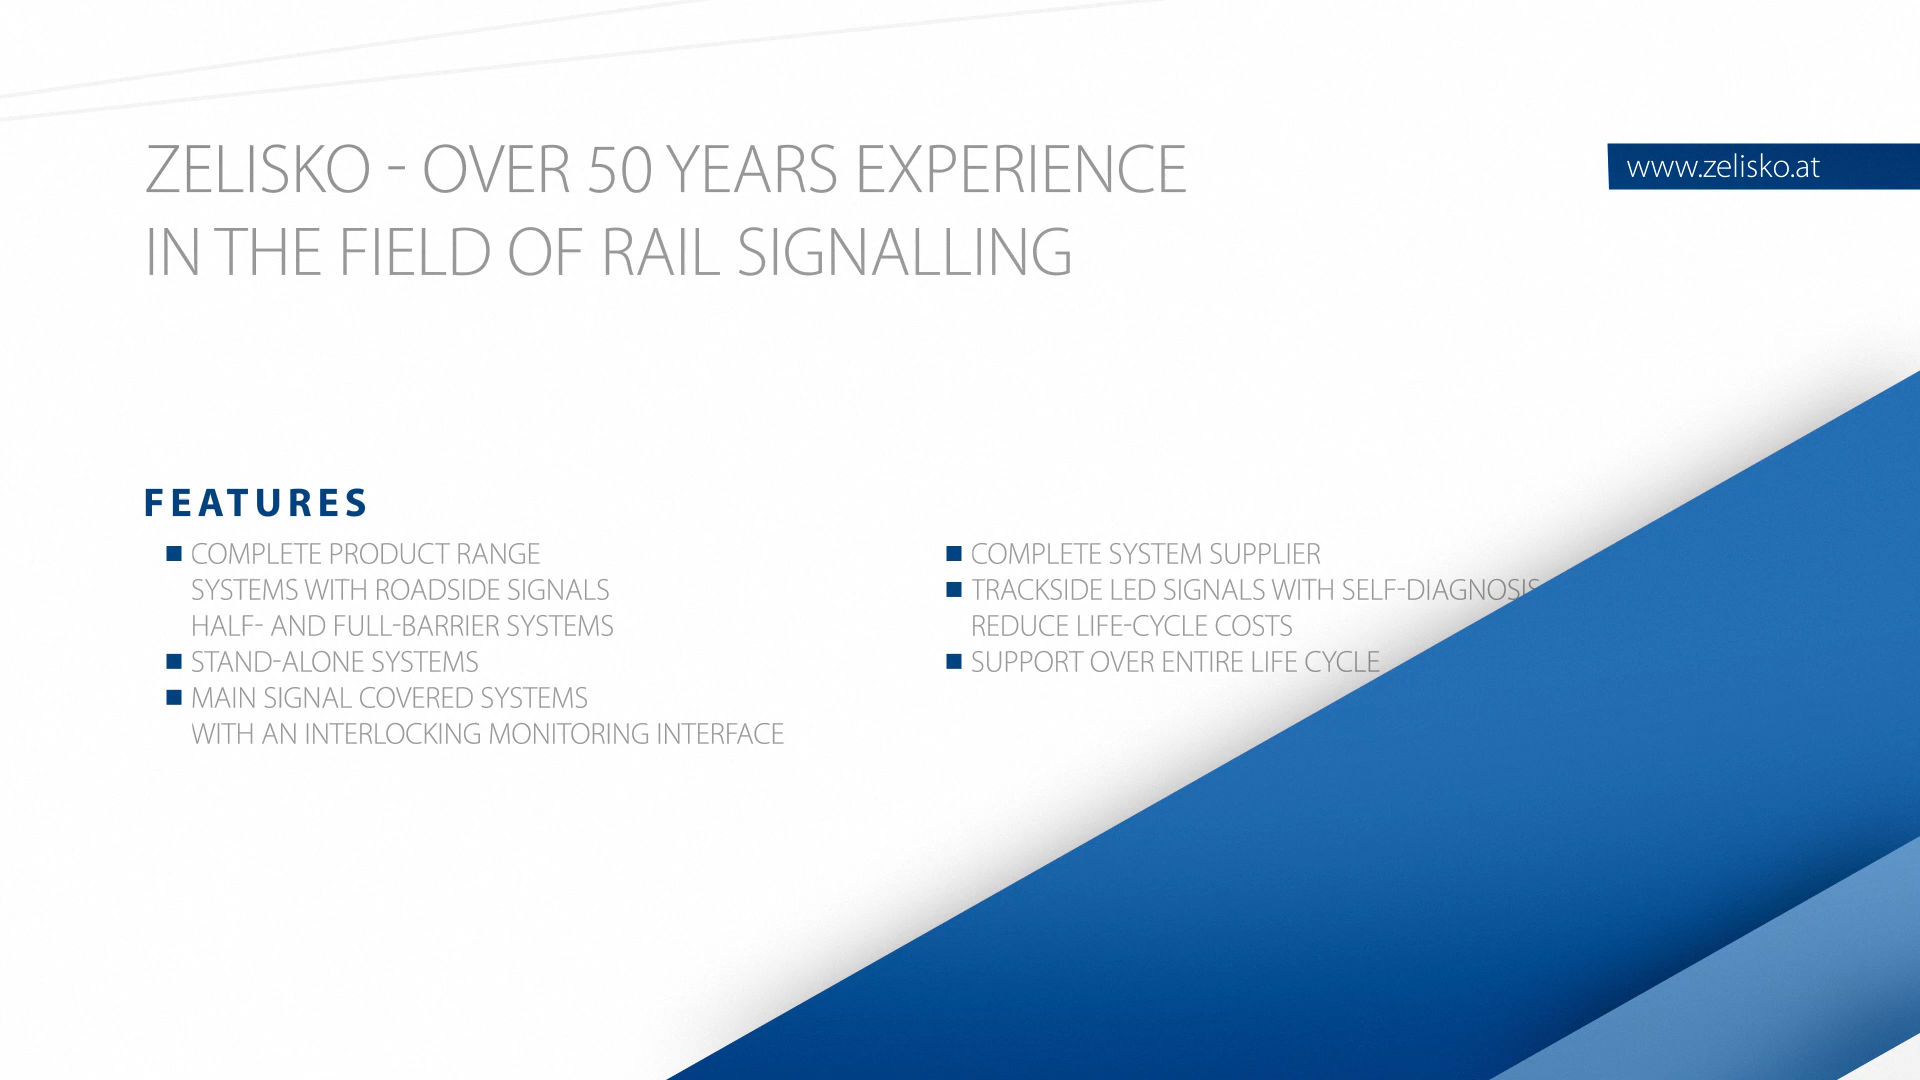 ZELISKO - OVER 50 YEARS EXPERIENCE
IN THE FIELD OF RAIL SIGNALLING
www.zelisko.at
FEATURES
COMPLETE PRODUCT RANGE
SYSTEMS WITH ROADSIDE SIGNALS
HALF- AND FULL-BARRIER SYSTEMS
STAND-ALONE SYSTEMS
MAIN SIGNAL COVERED SYSTEMS
WITH AN INTERLOCKING MONITORING INTERFACE
COMPLETE SYSTEM SUPPLIER
TRACKSIDE LED SIGNALS WITH SELF-DIAGNOSIS
REDUCE LIFE-CYCLE COSTS
SUPPORT OVER ENTIRE LIFE CYCLE